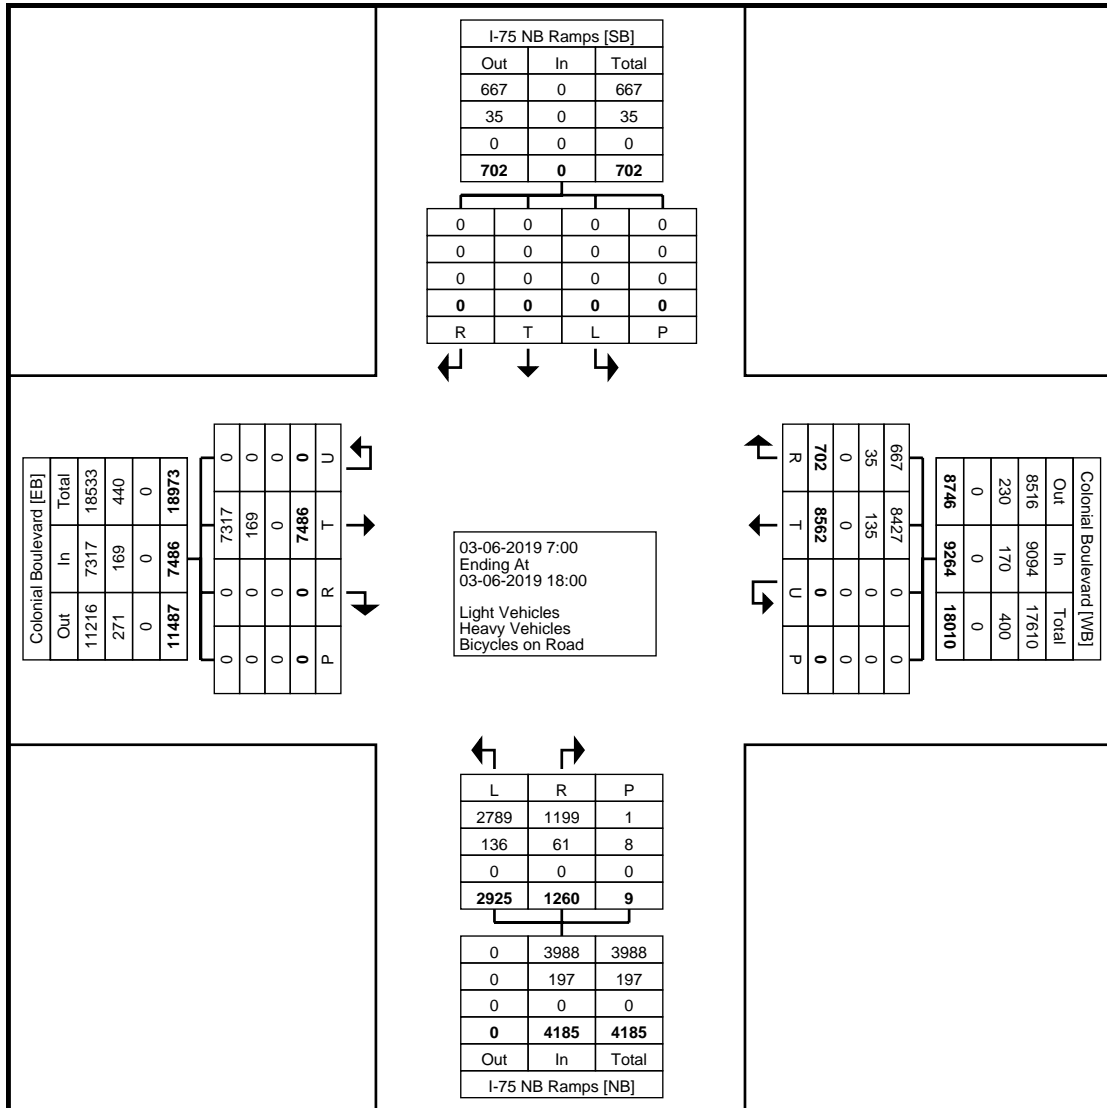 I-75 NB Ramps [SB]
Out In Total
667 0 667
35 0 35
0 0 0
702 0 702
0 0 0 0
0 0 0 0
0 0 0 0
0 0 0 0
R T L P
Colonial Boulevard [EB]
Total In Out
18533 7317 11216
440 169 271
0 0 0
18973 7486 11487
0 7317 0 0
0 169 0 0
0 0 0 0
0 7486 0 0
U T R P
03-06-2019 7:00
Ending At
03-06-2019 18:00
Light Vehicles
Heavy Vehicles
Bicycles on Road
Colonial Boulevard [WB]
Out In Total
8516 9094 17610
230 170 400
0 0 0
8746 9264 18010
667 8427 0 0
35 135 0 0
0 0 0 0
702 8562 0 0
R T U P
L R P
2789 1199 1
136 61 8
0 0 0
2925 1260 9
0 3988 3988
0 197 197
0 0 0
0 4185 4185
Out In Total
I-75 NB Ramps [NB]